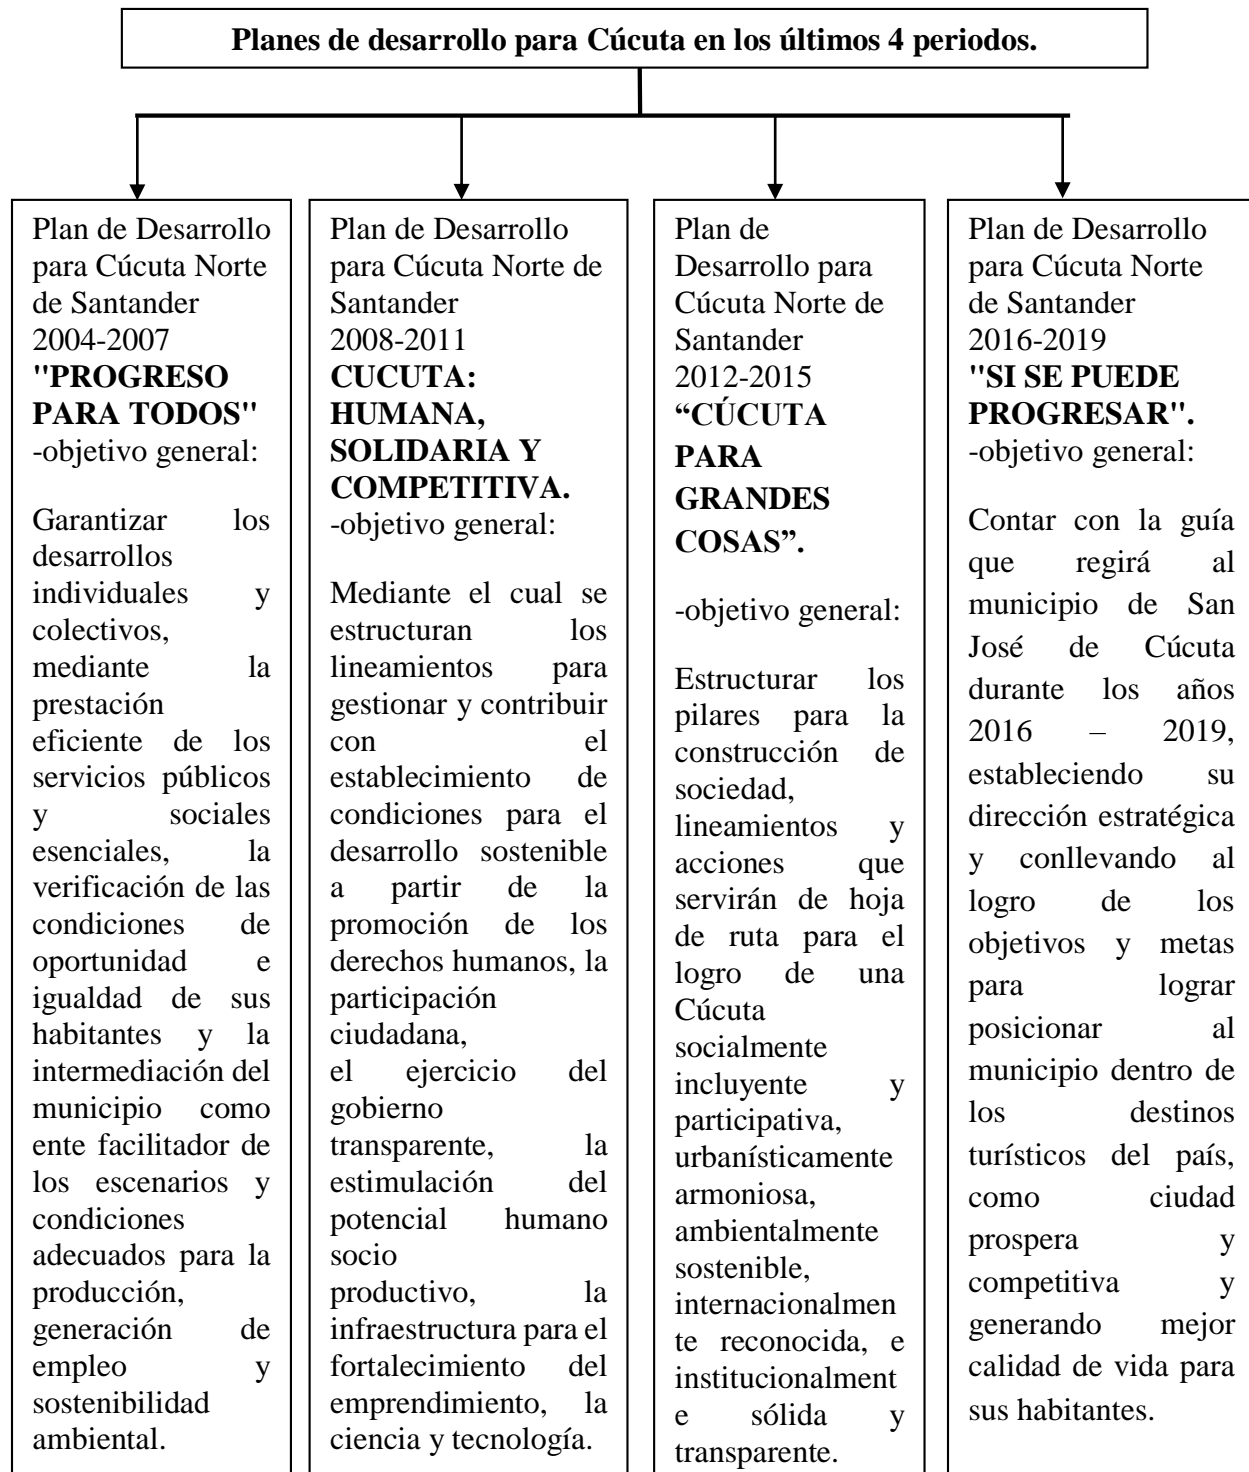 Planes de desarrollo para Cúcuta en los últimos 4 periodos.
Plan de Desarrollo
para Cúcuta Norte
de Santander
2004-2007
"PROGRESO
PARA TODOS"
-objetivo general:
Garantizar los
desarrollos
individuales y
colectivos,
mediante la
prestación
eficiente de los
servicios públicos
y sociales
esenciales, la
verificación de las
condiciones de
oportunidad e
igualdad de sus
habitantes y la
intermediación del
municipio como
ente facilitador de
los escenarios y
condiciones
adecuados para la
producción,
generación de
empleo y
sostenibilidad
ambiental.
Plan de Desarrollo
para Cúcuta Norte de
Santander
2008-2011
CUCUTA:
HUMANA,
SOLIDARIA Y
COMPETITIVA.
-objetivo general:
Mediante el cual se
estructuran los
lineamientos para
gestionar y contribuir
con el
establecimiento de
condiciones para el
desarrollo sostenible
a partir de la
promoción de los
derechos humanos, la
participación
ciudadana,
el ejercicio del
gobierno
transparente, la
estimulación del
potencial humano
socio
productivo, la
infraestructura para el
fortalecimiento del
emprendimiento, la
ciencia y tecnología.
Plan de
Desarrollo para
Cúcuta Norte de
Santander
2012-2015
“CÚCUTA
PARA
GRANDES
COSAS”.
-objetivo general:
Estructurar los
pilares para la
construcción de
sociedad,
lineamientos y
acciones que
servirán de hoja
de ruta para el
logro de una
Cúcuta
socialmente
incluyente y
participativa,
urbanísticamente
armoniosa,
ambientalmente
sostenible,
internacionalmen
te reconocida, e
institucionalment
e sólida y
transparente.
Plan de Desarrollo
para Cúcuta Norte
de Santander
2016-2019
"SI SE PUEDE
PROGRESAR".
-objetivo general:
Contar con la guía
que regirá al
municipio de San
José de Cúcuta
durante los años
2016 – 2019,
estableciendo su
dirección estratégica
y conllevando al
logro de los
objetivos y metas
para lograr
posicionar al
municipio dentro de
los destinos
turísticos del país,
como ciudad
prospera y
competitiva y
generando mejor
calidad de vida para
sus habitantes.